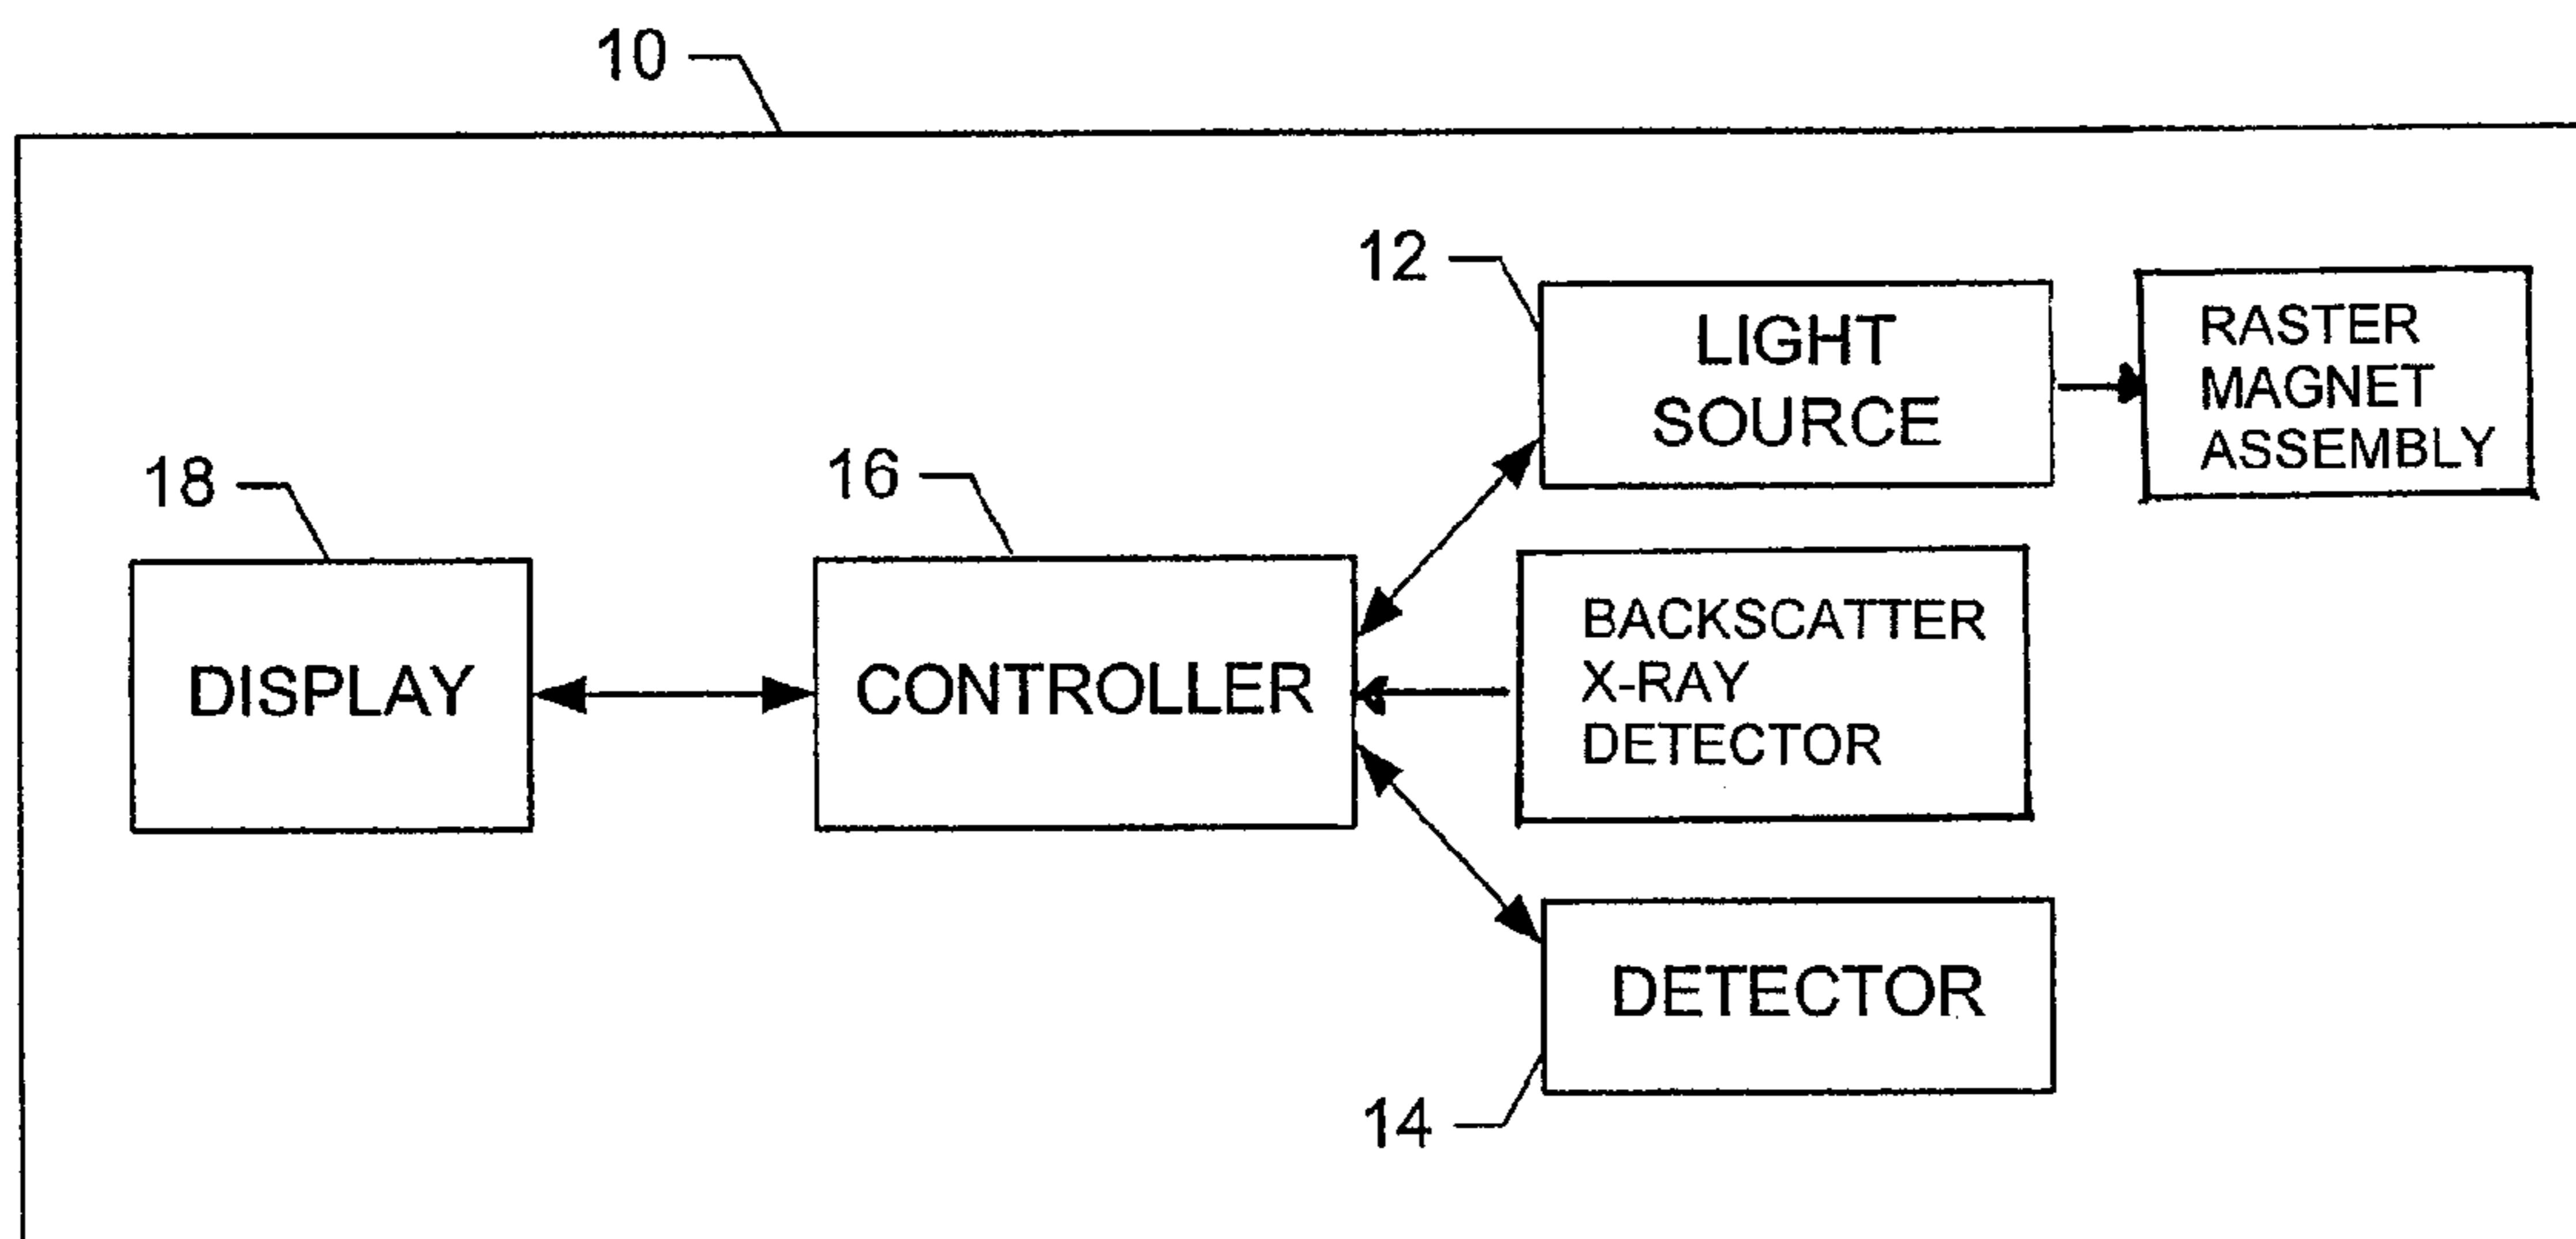 10
12
LIGHT
SOURCE
RASTER
MAGNET
ASSEMBLY
18
DISPLAY
16
CONTROLLER
BACKSCATTER
X-RAY
DETECTOR
DETECTOR
14